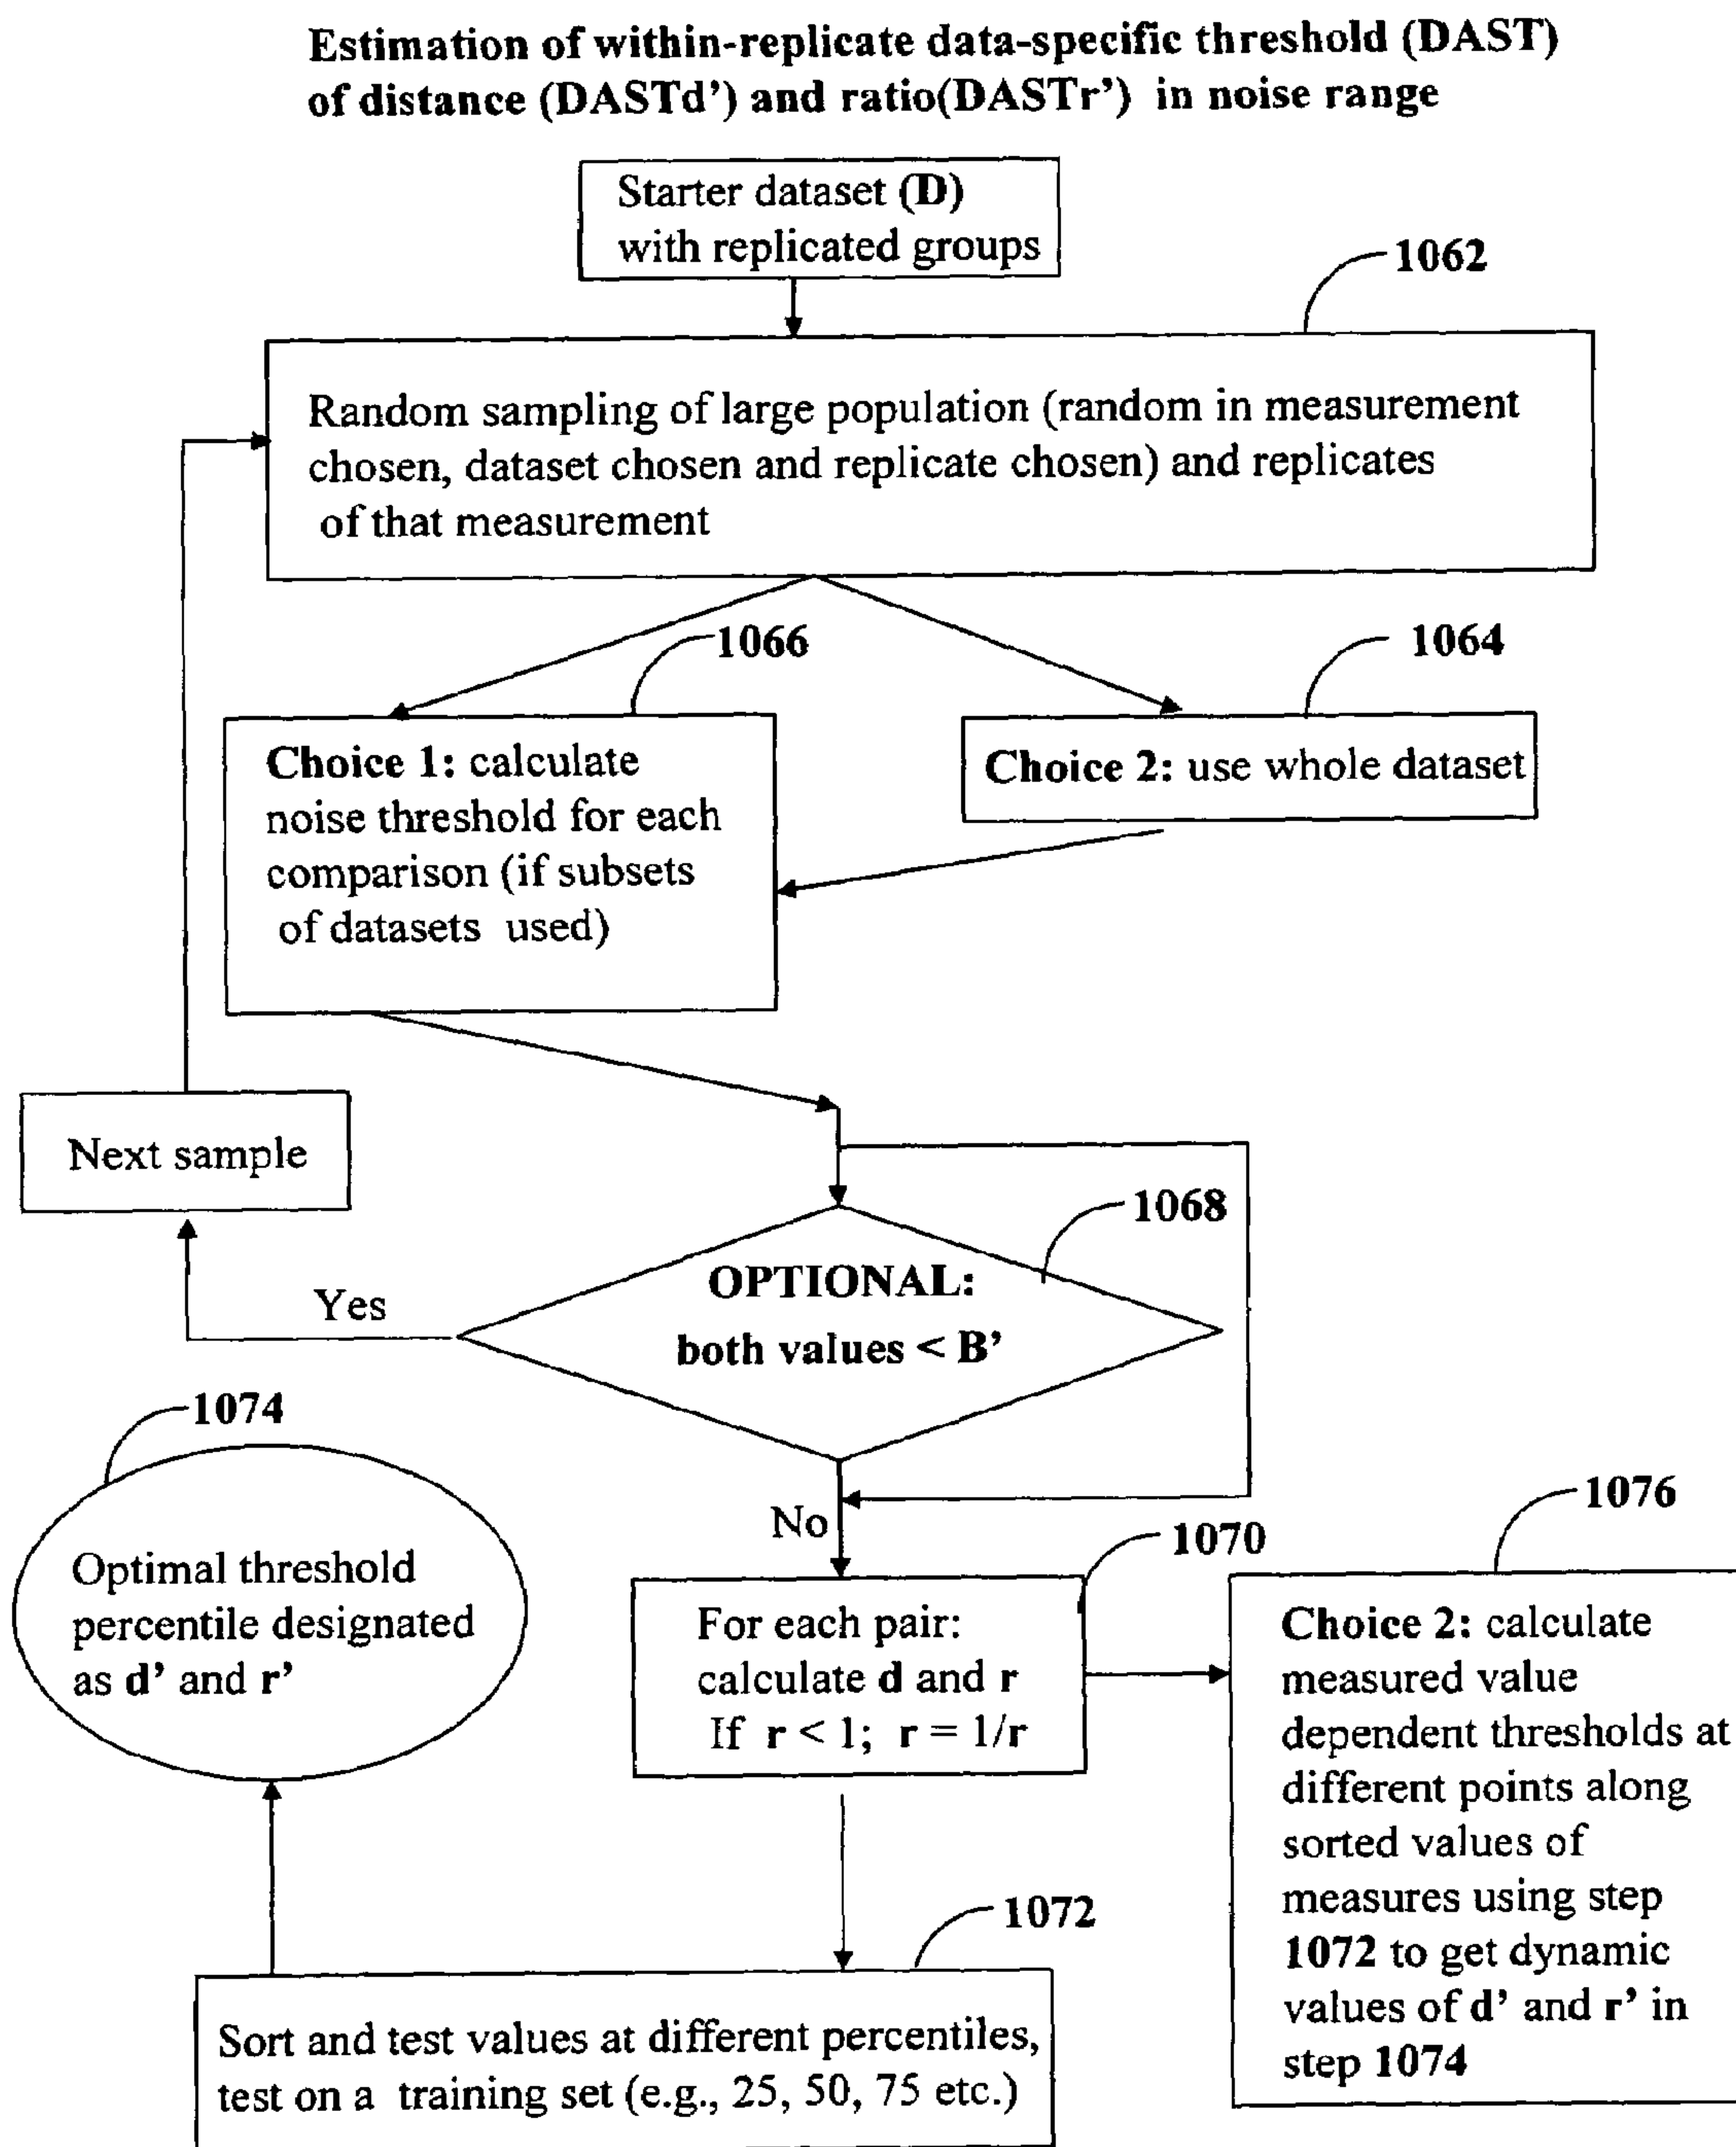 Estimation of within-replicate data-specific threshold (DAST)
of distance (DASTd’) and ratio(DASTr’) in noise range
Starter dataset (D)
with replicated groups
1062
Random sampling of large population (random in measurement
chosen, dataset chosen and replicate chosen) and replicates
of that measurement
1066
1064
Choice 1: calculate
noise threshold for each
comparison (if subsets
of datasets used)
Choice 2: use whole dataset
Next sample
1068
OPTIONAL:
both values < B’
Yes
No
1074
Optimal threshold
percentile designated
as d’ and r’
1070
For each pair:
calculate d and r
If r < 1; r = 1/r
1076
Choice 2: calculate
measured value
dependent thresholds at
different points along
sorted values of
measures using step
1072 to get dynamic
values of d’ and r’ in
step 1074
1072
Sort and test values at different percentiles,
test on a training set (e.g., 25, 50, 75 etc.)